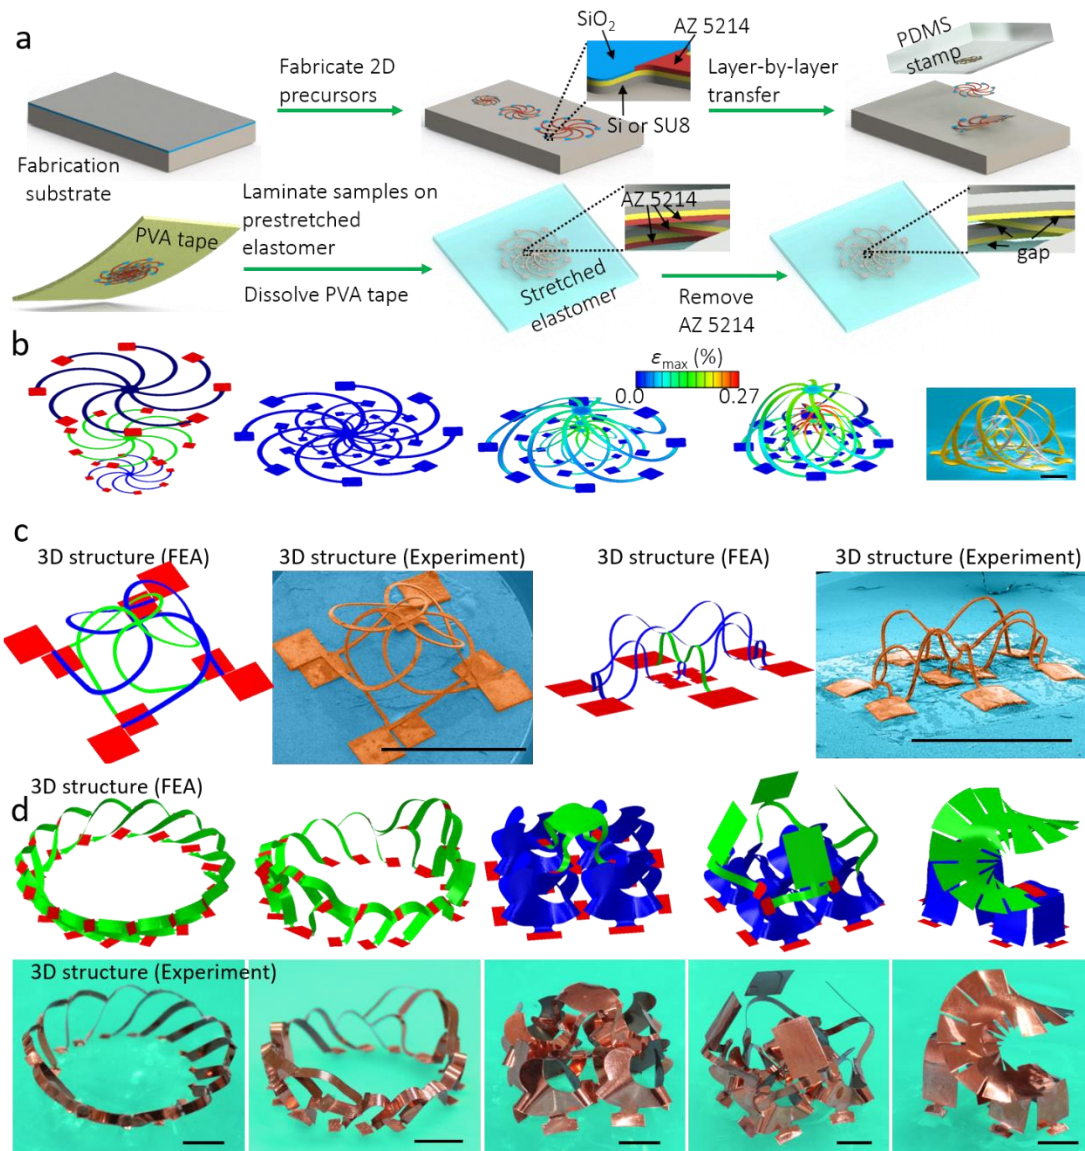 a
SiO2
AZ 5214
Fabricate 2D
precursors
Layer-by-layer
transfer
PDMS
stamp
Si or SU8
Fabrication
substrate
Laminate samples on
prestretched
elastomer
PVA tape
Dissolve PVA tape
AZ 5214
Stretched
elastomer
Remove
AZ 5214
gap
b
εmax (%)
0.0
0.27
c
3D structure (FEA)
3D structure (Experiment)
3D structure (FEA)
3D structure (Experiment)
d
3D structure (FEA)
3D structure (Experiment)